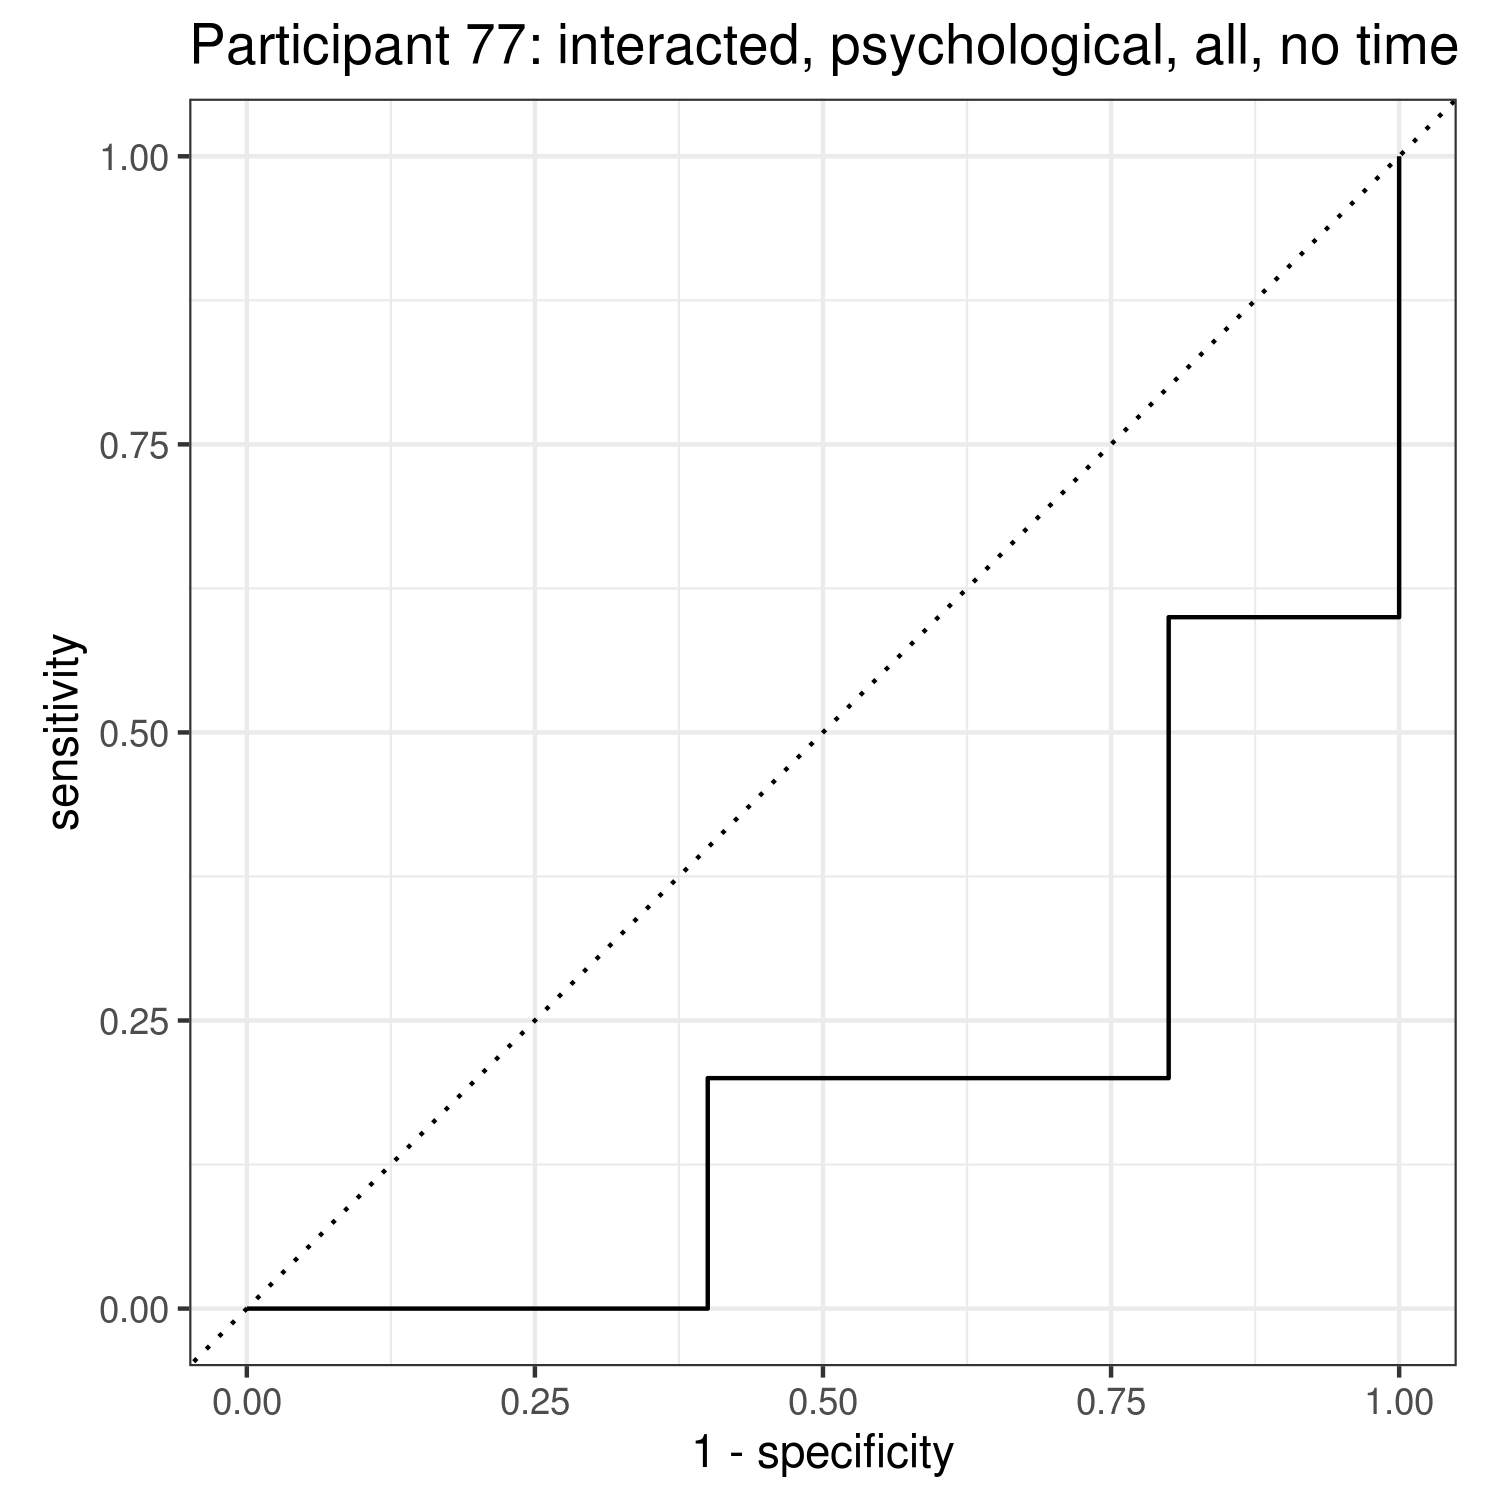 Participant 77: interacted, psychological, all, no time
1.00
0.75
0.50
0.25
0.00
sensitivity
0.00 0.25 0.50 0.75 1.00
1 - specificity